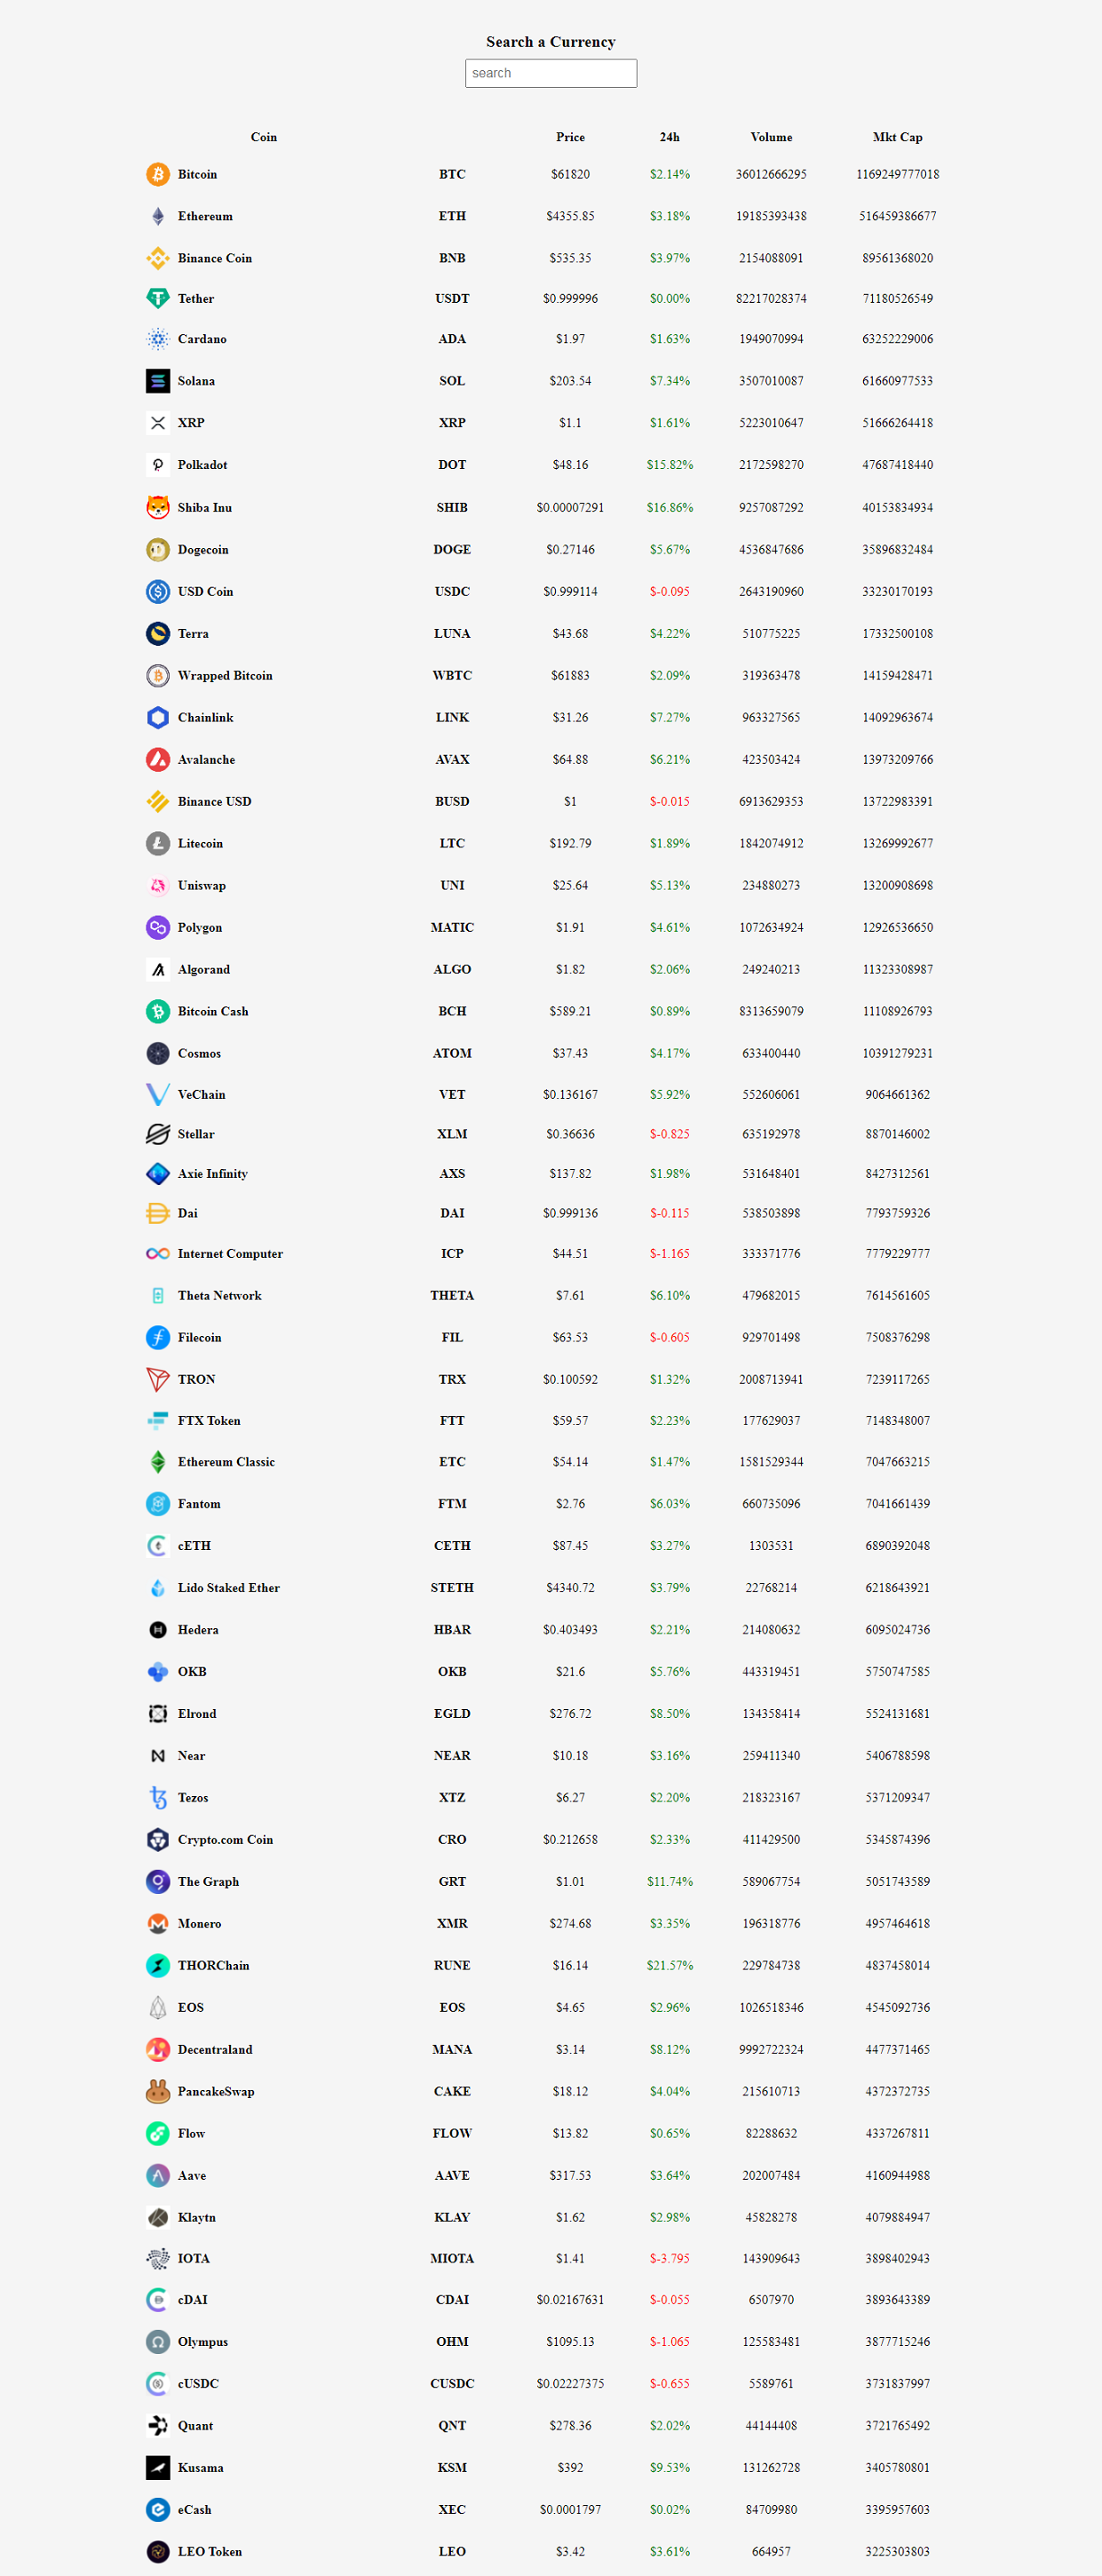 Search a Currency
search
Coin Price 24h Volume Mkt Cap
Bitcoin BTC $61820 $2.14% 36012666295 1169249777018
Ethereum ETH $4355.85 $3.18% 19185393438 516459386677
Binance Coin BNB $535.35 $3.97% 2154088091 89561368020
Tether USDT $0.999996 $0.00% 82217028374 71180526549
Cardano ADA $1.97 $1.63% 1949070994 63252229006
Solana SOL $203.54 $7.34% 3507010087 61660977533
XRP XRP $1.1 $1.61% 5223010647 51666264418
Polkadot DOT $48.16 $15.82% 2172598270 47687418440
Shiba Inu SHIB $0.00007291 $16.86% 9257087292 40153834934
Dogecoin DOGE $0.27146 $5.67% 4536847686 35896832484
USD Coin USDC $0.999114 $-0.095 2643190960 33230170193
Terra LUNA $43.68 $4.22% 510775225 17332500108
Wrapped Bitcoin WBTC $61883 $2.09% 319363478 14159428471
Chainlink LINK $31.26 $7.27% 963327565 14092963674
Avalanche AVAX $64.88 $6.21% 423503424 13973209766
Binance USD BUSD $1 $-0.015 6913629353 13722983391
Litecoin LTC $192.79 $1.89% 1842074912 13269992677
Uniswap UNI $25.64 $5.13% 234880273 13200908698
Polygon MATIC $1.91 $4.61% 1072634924 12926536650
Algorand ALGO $1.82 $2.06% 249240213 11323308987
Bitcoin Cash BCH $589.21 $0.89% 8313659079 11108926793
Cosmos ATOM $37.43 $4.17% 633400440 10391279231
VeChain VET $0.136167 $5.92% 552606061 9064661362
Stellar XLM $0.36636 $-0.825 635192978 8870146002
Axie Infinity AXS $137.82 $1.98% 531648401 8427312561
Dai DAI $0.999136 $-0.115 538503898 7793759326
Internet Computer ICP $44.51 $-1.165 333371776 7779229777
Theta Network THETA $7.61 $6.10% 479682015 7614561605
Filecoin FIL $63.53 $-0.605 929701498 7508376298
TRON TRX $0.100592 $1.32% 2008713941 7239117265
FTX Token FTT $59.57 $2.23% 177629037 7148348007
Ethereum Classic ETC $54.14 $1.47% 1581529344 7047663215
Fantom FTM $2.76 $6.03% 660735096 7041661439
cETH CETH $87.45 $3.27% 1303531 6890392048
Lido Staked Ether STETH $4340.72 $3.79% 22768214 6218643921
Hedera HBAR $0.403493 $2.21% 214080632 6095024736
OKB OKB $21.6 $5.76% 443319451 5750747585
Elrond EGLD $276.72 $8.50% 134358414 5524131681
Near NEAR $10.18 $3.16% 259411340 5406788598
Tezos XTZ $6.27 $2.20% 218323167 5371209347
Crypto.com Coin CRO $0.212658 $2.33% 411429500 5345874396
The Graph GRT $1.01 $11.74% 589067754 5051743589
Monero XMR $274.68 $3.35% 196318776 4957464618
THORChain RUNE $16.14 $21.57% 229784738 4837458014
EOS EOS $4.65 $2.96% 1026518346 4545092736
Decentraland MANA $3.14 $8.12% 9992722324 4477371465
PancakeSwap CAKE $18.12 $4.04% 215610713 4372372735
Flow FLOW $13.82 $0.65% 82288632 4337267811
Aave AAVE $317.53 $3.64% 202007484 4160944988
Klaytn KLAY $1.62 $2.98% 45828278 4079884947
IOTA MIOTA $1.41 $-3.795 143909643 3898402943
cDAI CDAI $0.02167631 $-0.055 6507970 3893643389
Olympus OHM $1095.13 $-1.065 125583481 3877715246
cUSDC CUSDC $0.02227375 $-0.655 5589761 3731837997
Quant QNT $278.36 $2.02% 44144408 3721765492
Kusama KSM $392 $9.53% 131262728 3405780801
eCash XEC $0.0001797 $0.02% 84709980 3395957603
LEO Token LEO $3.42 $3.61% 664957 3225303803